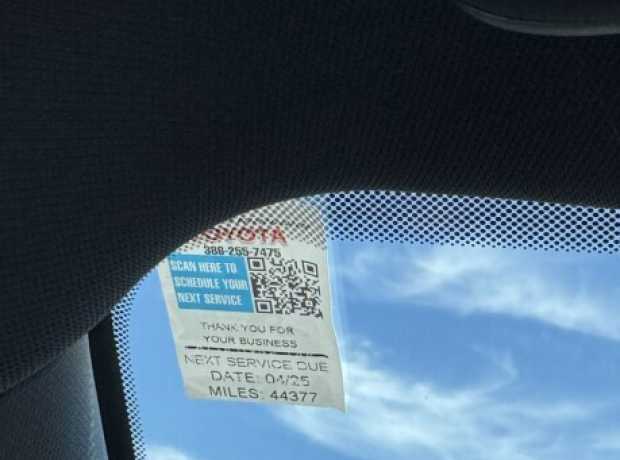 TOYOTA
386-255-7475
SCAN HERE TO
SCHEDULE YOUR
NEXT SERVICE
THANK YOU FOR
YOUR BUSINESS
NEXT SERVICE DUE
DATE: 04/25
MILES: 44377